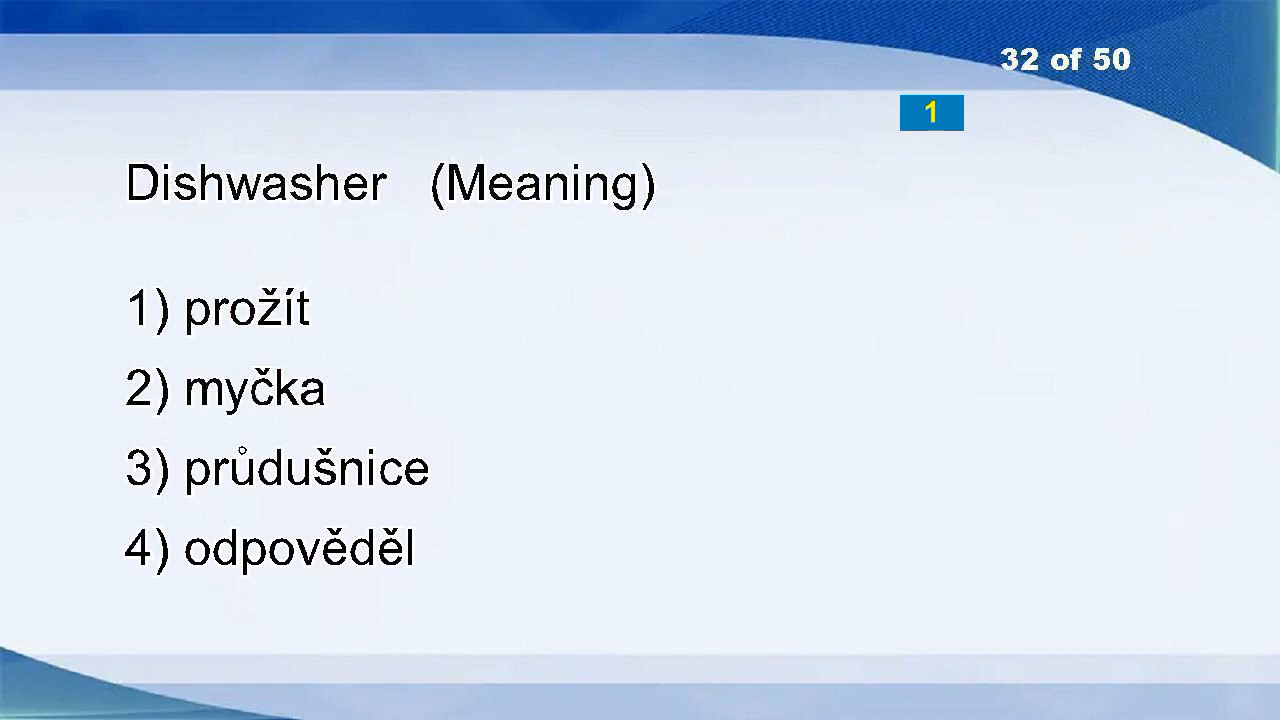 32 of 50
1
Dishwasher (Meaning)
1) prožít
2) myčka
3) průdušnice
4) odpověděl